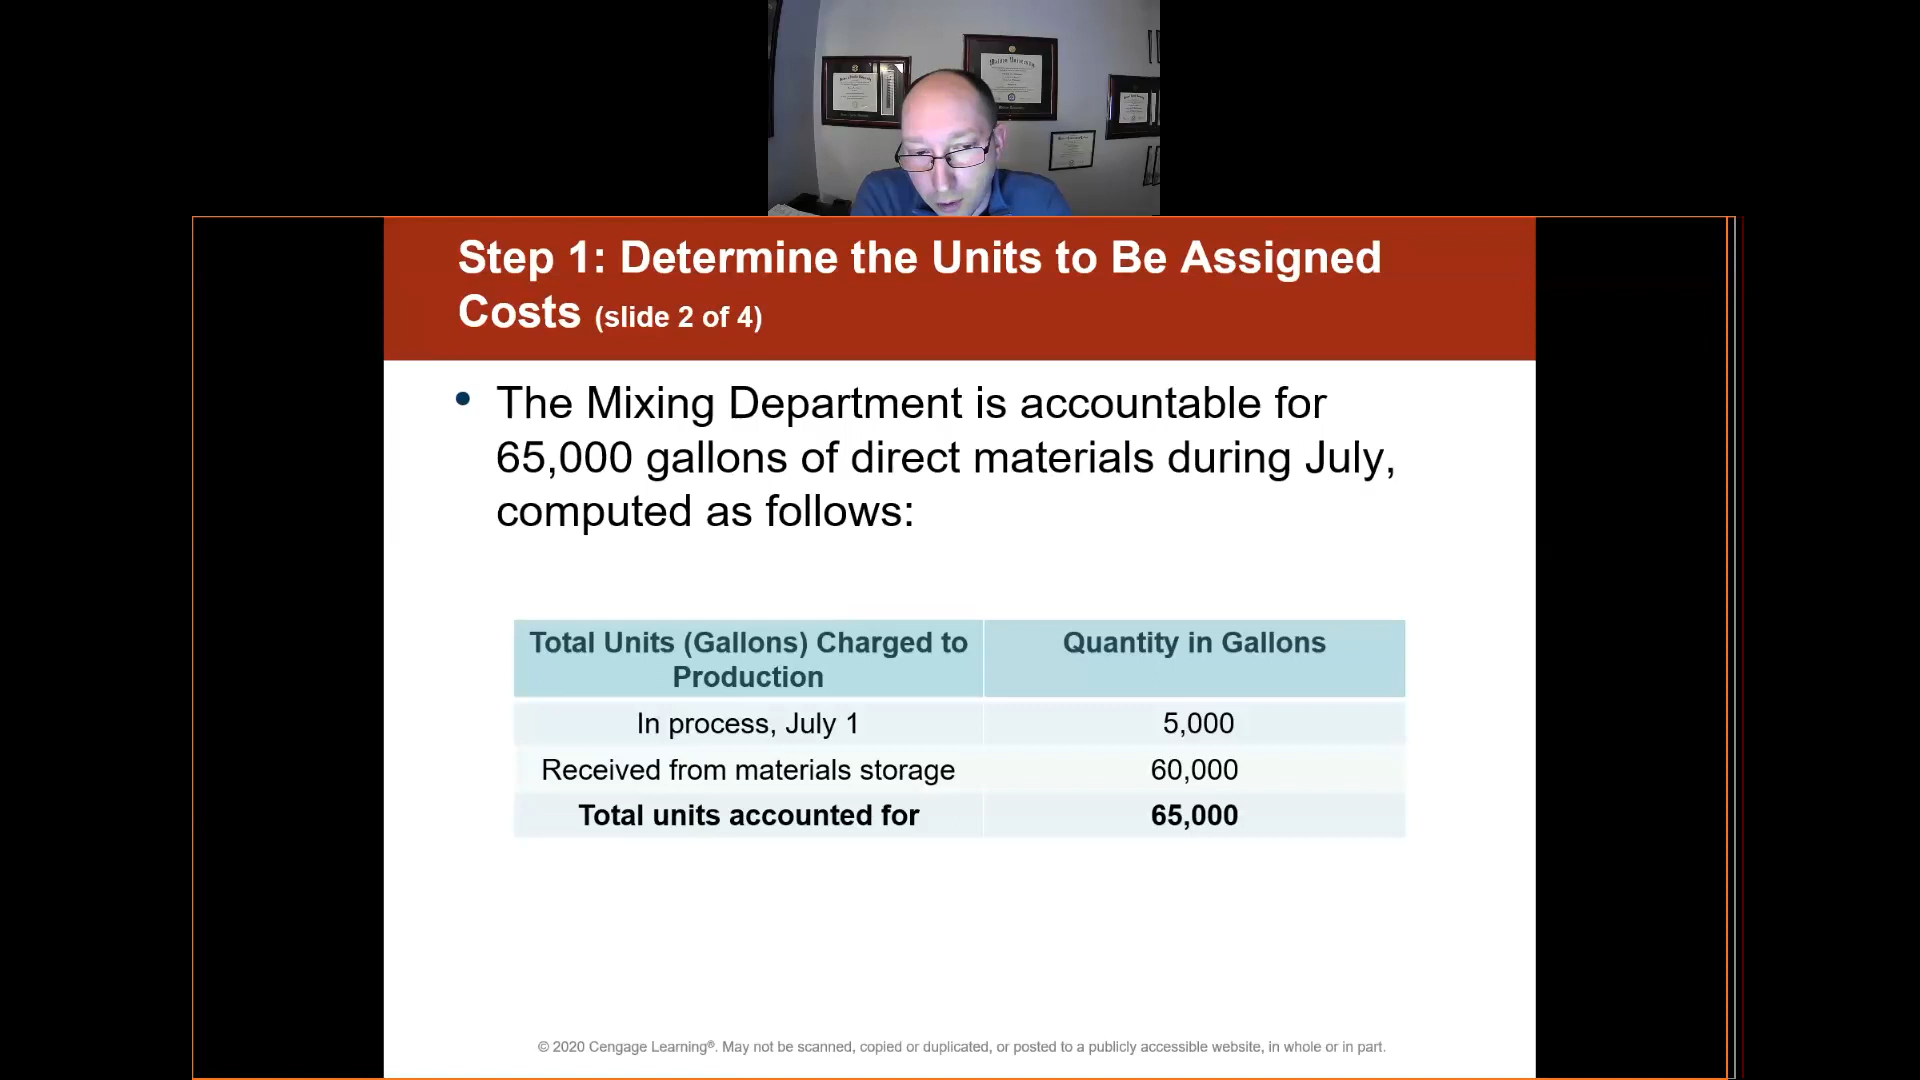 Step 1: Determine the Units to Be Assigned
Costs (slide 2 of 4)
• The Mixing Department is accountable for
65,000 gallons of direct materials during July,
computed as follows:
Total Units (Gallons) Charged to
Production
Quantity in Gallons
In process, July 1 5,000
Received from materials storage 60,000
Total units accounted for 65,000
© 2020 Cengage Learning®. May not be scanned, copied or duplicated, or posted to a publicly accessible website, in whole or in part.